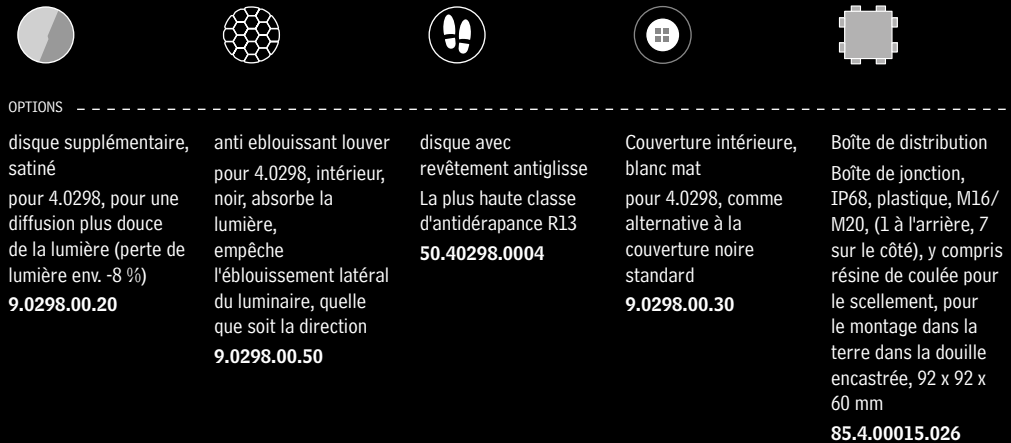 OPTIONS
disque supplémentaire,
satiné
pour 4.0298, pour une
diffusion plus douce
de la lumière (perte de
lumière env. -8 %)
9.0298.00.20
anti eblouissant louver
pour 4.0298, intérieur,
noir, absorbe la
lumière,
empêche
l'éblouissement latéral
du luminaire, quelle
que soit la direction
9.0298.00.50
disque avec
revêtement antiglisse
La plus haute classe
d'antidérapance R13
50.40298.0004
Couverture intérieure,
blanc mat
pour 4.0298, comme
alternative à la
couverture noire
standard
9.0298.00.30
Boîte de distribution
Boîte de jonction,
IP68, plastique, M16/
M20, (1 à l'arrière, 7
sur le côté), y compris
résine de coulée pour
le scellement, pour
le montage dans la
terre dans la douille
encastrée, 92 x 92 x
60 mm
85.4.00015.026